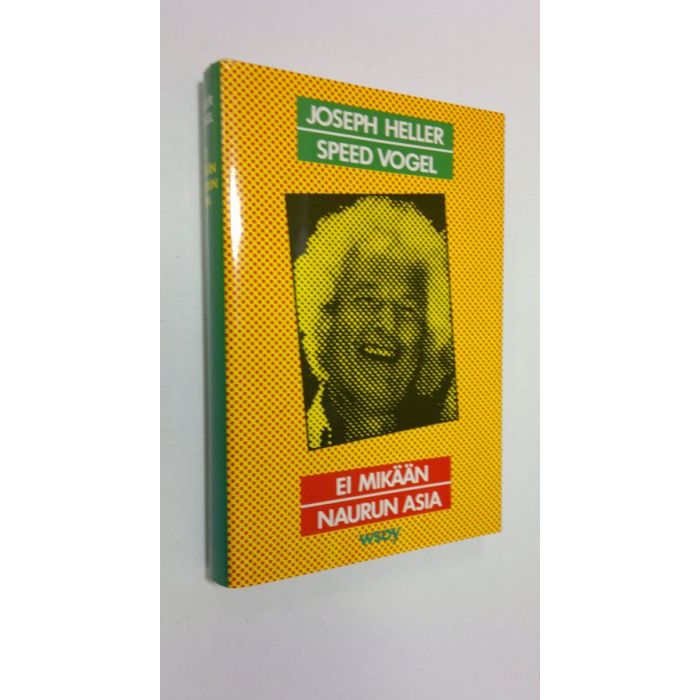 JOSEPH HELLER
SPEED VOGEL
EI MIKÄÄN
NAURUN ASIA
wsoy